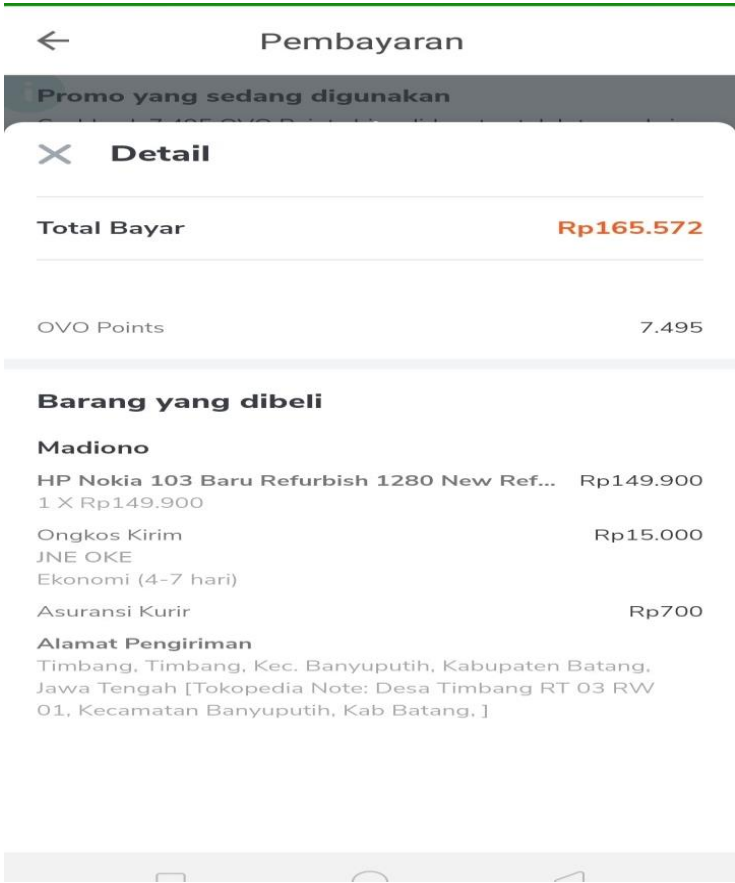 Pembayaran
Promo yang sedang digunakan
Detail
Total Bayar Rp165.572
OVO Points 7.495
Barang yang dibeli
Madiono
HP Nokia 103 Baru Refurbish 1280 New Ref... Rp149.900
1 X Rp149.900
Ongkos Kirim Rp15.000
JNE OKE
Ekonomi (4-7 hari)
Asuransi Kurir Rp700
Alamat Pengiriman
Timbang, Timbang, Kec. Banyuputih, Kabupaten Batang,
Jawa Tengah [Tokopedia Note: Desa Timbang RT 03 RW
01, Kecamatan Banyuputih, Kab Batang, ]